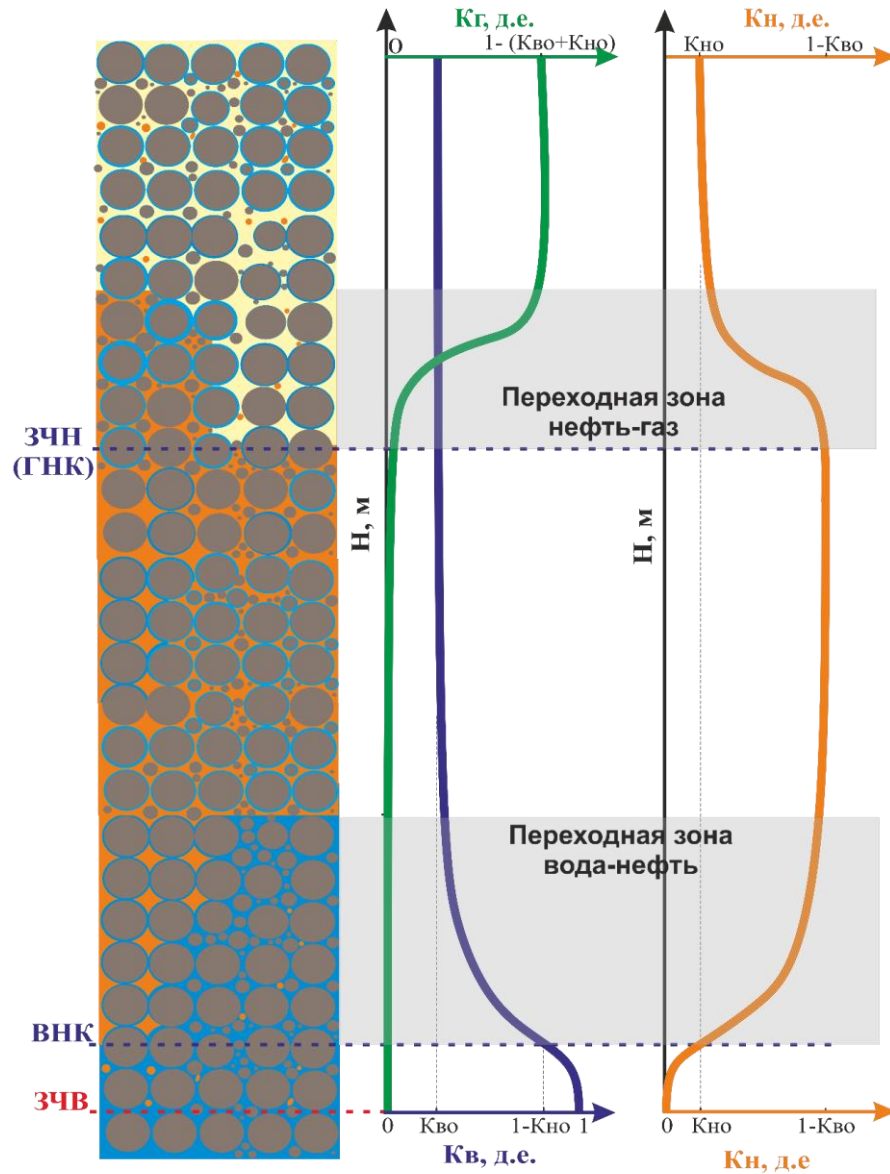 Кг, д.е.
Кн, д.е.
0
1- (Кво+Кно)
Кно
1-Кво
Переходная зона
нефть-газ
ЗЧН
(ГНК)
Н, м
Н, м
Переходная зона
вода-нефть
ВНК
ЗЧВ
0
Кво
1-Кно
1
0
Кно
1-Кво
Кв, д.е.
Кн, д.е